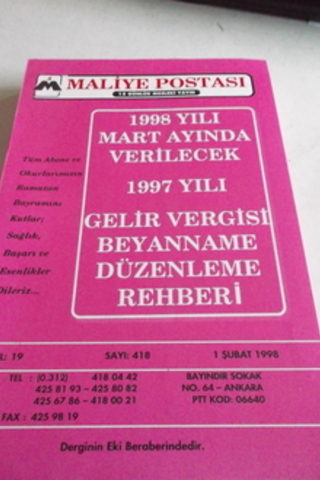 MALİYE POSTASI
15 GÜNLÜK MESLEKİ YAYIN
1998 YILI
MART AYINDA
VERİLECEK
1997 YILI
GELİR VERGİSİ
BEYANNAME
DÜZENLEME
REHBERİ
Tüm Abone ve
Okurlarımızın
Ramazan
Bayramını
Kutlar;
Sağlık,
Başarı ve
Esenlikler
Dileriz...
L: 19 SAYI: 418 1 ŞUBAT 1998
TEL : (0.312) 418 04 42
425 81 93 – 425 80 82
425 67 86 – 418 00 21
FAX : 425 98 19
BAYINDIR SOKAK
NO. 64 – ANKARA
PTT KOD: 06640
Derginin Eki Beraberindedir.